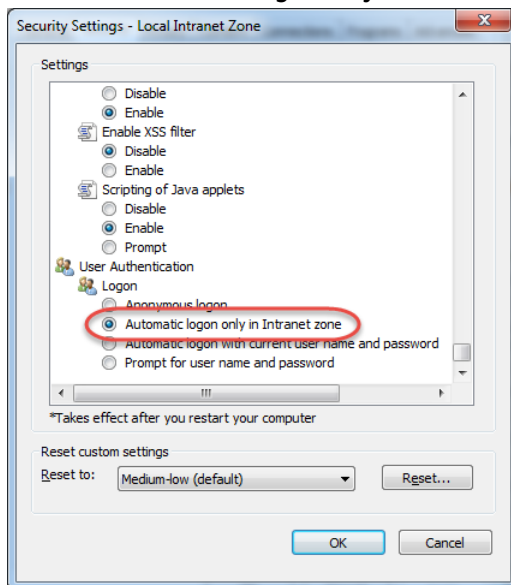 Security Settings - Local Intranet Zone
Settings
Disable
Enable
Enable XSS filter
Disable
Enable
Scripting of Java applets
Disable
Enable
Prompt
User Authentication
Logon
Anonymous logon
Automatic logon only in Intranet zone
Automatic logon with current user name and password
Prompt for user name and password
*Takes effect after you restart your computer
Reset custom settings
Reset to:
Medium-low (default)
Reset...
OK
Cancel